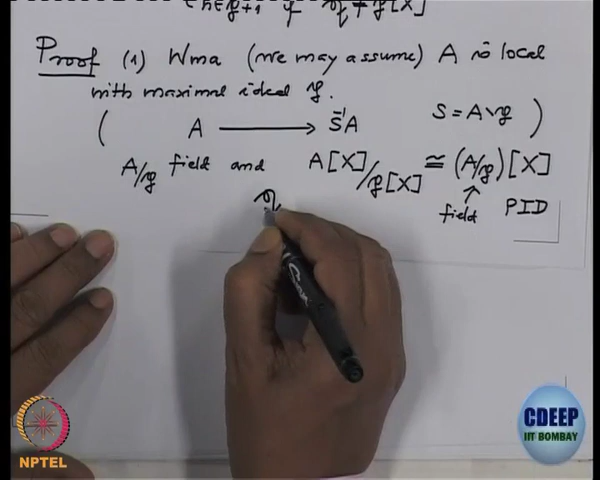 Proof (1) Wma (we may assume) A is local
with maximal ideal 𝔭.
( A ⟶ S⁻¹A S = A∖𝔭 )
A/𝔭 field and A[X]/𝔭[X] ≅ (A/𝔭)[X]
↑
field PID
CDEEP
IIT BOMBAY
NPTEL